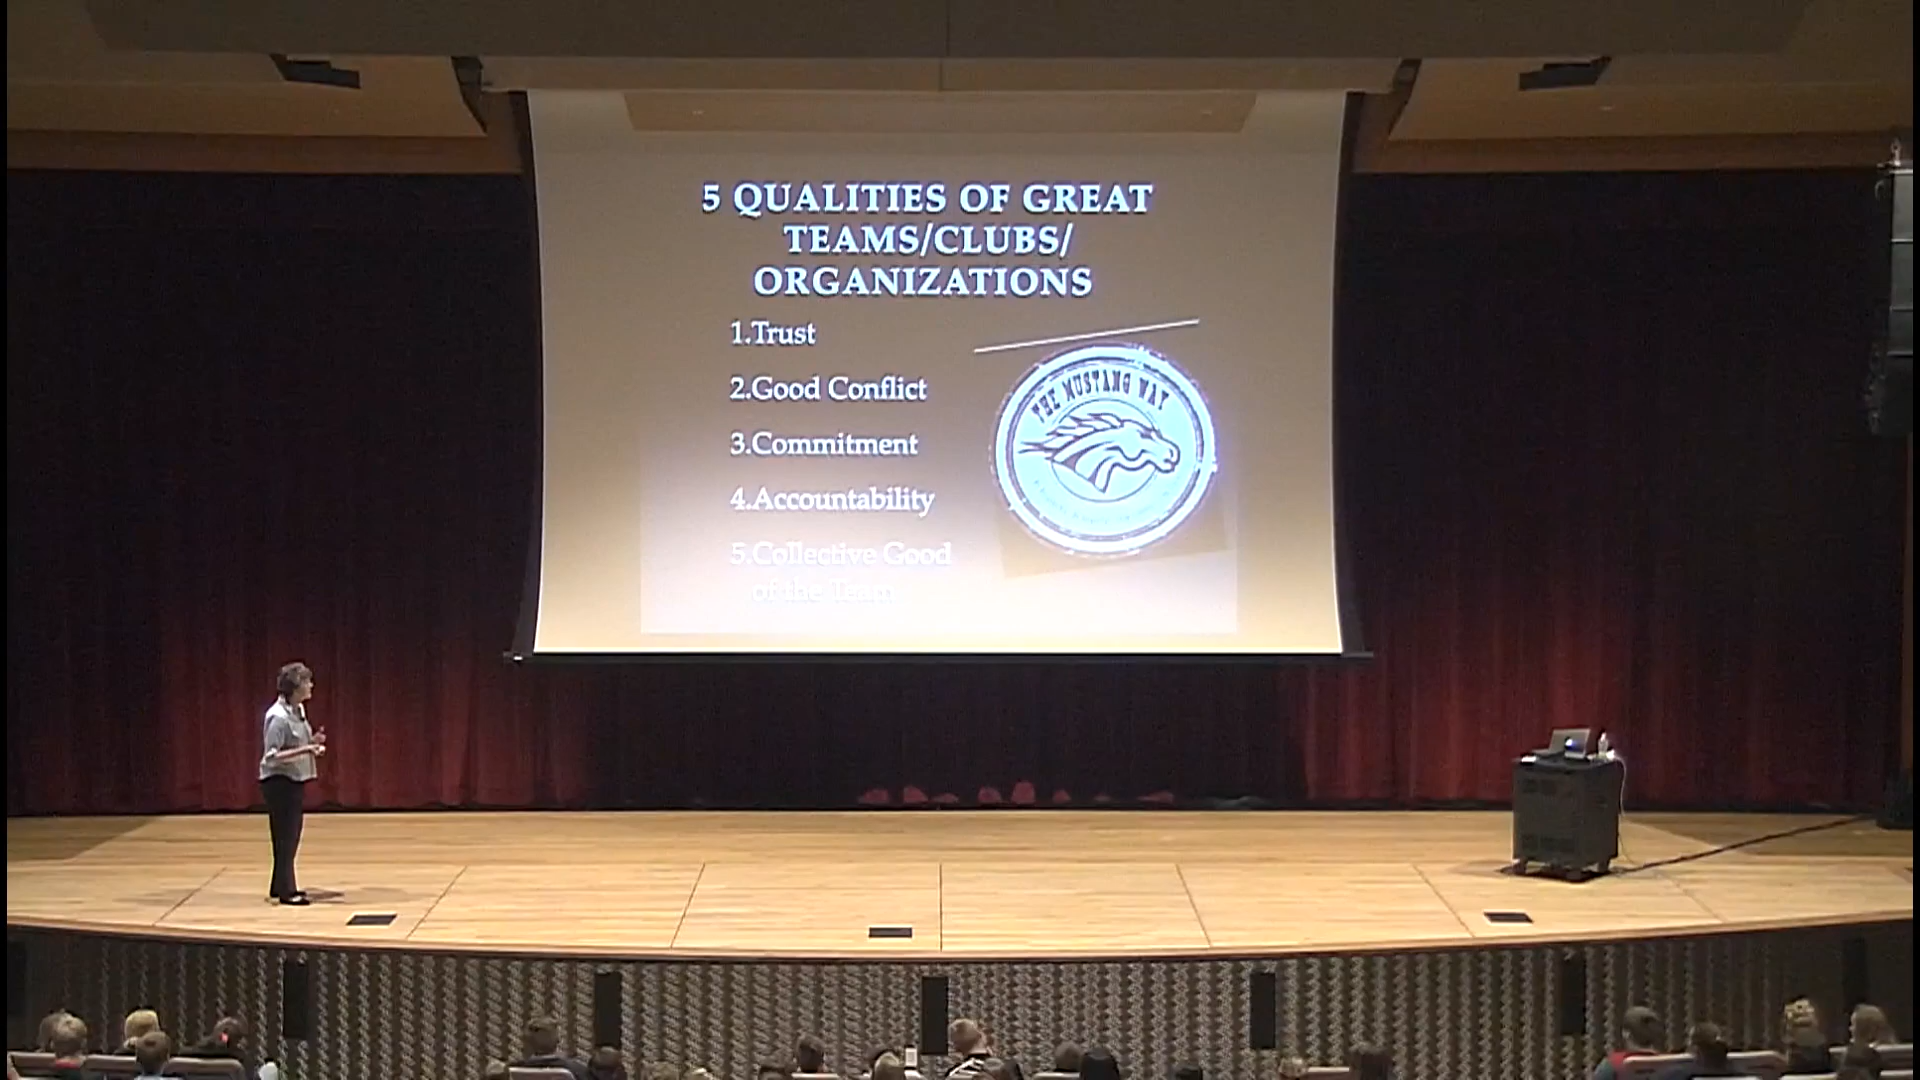 5 QUALITIES OF GREAT
TEAMS/CLUBS/
ORGANIZATIONS
1.Trust
2.Good Conflict
3.Commitment
4.Accountability
5.Collective Good
of the Team
THE MUSTANG WAY